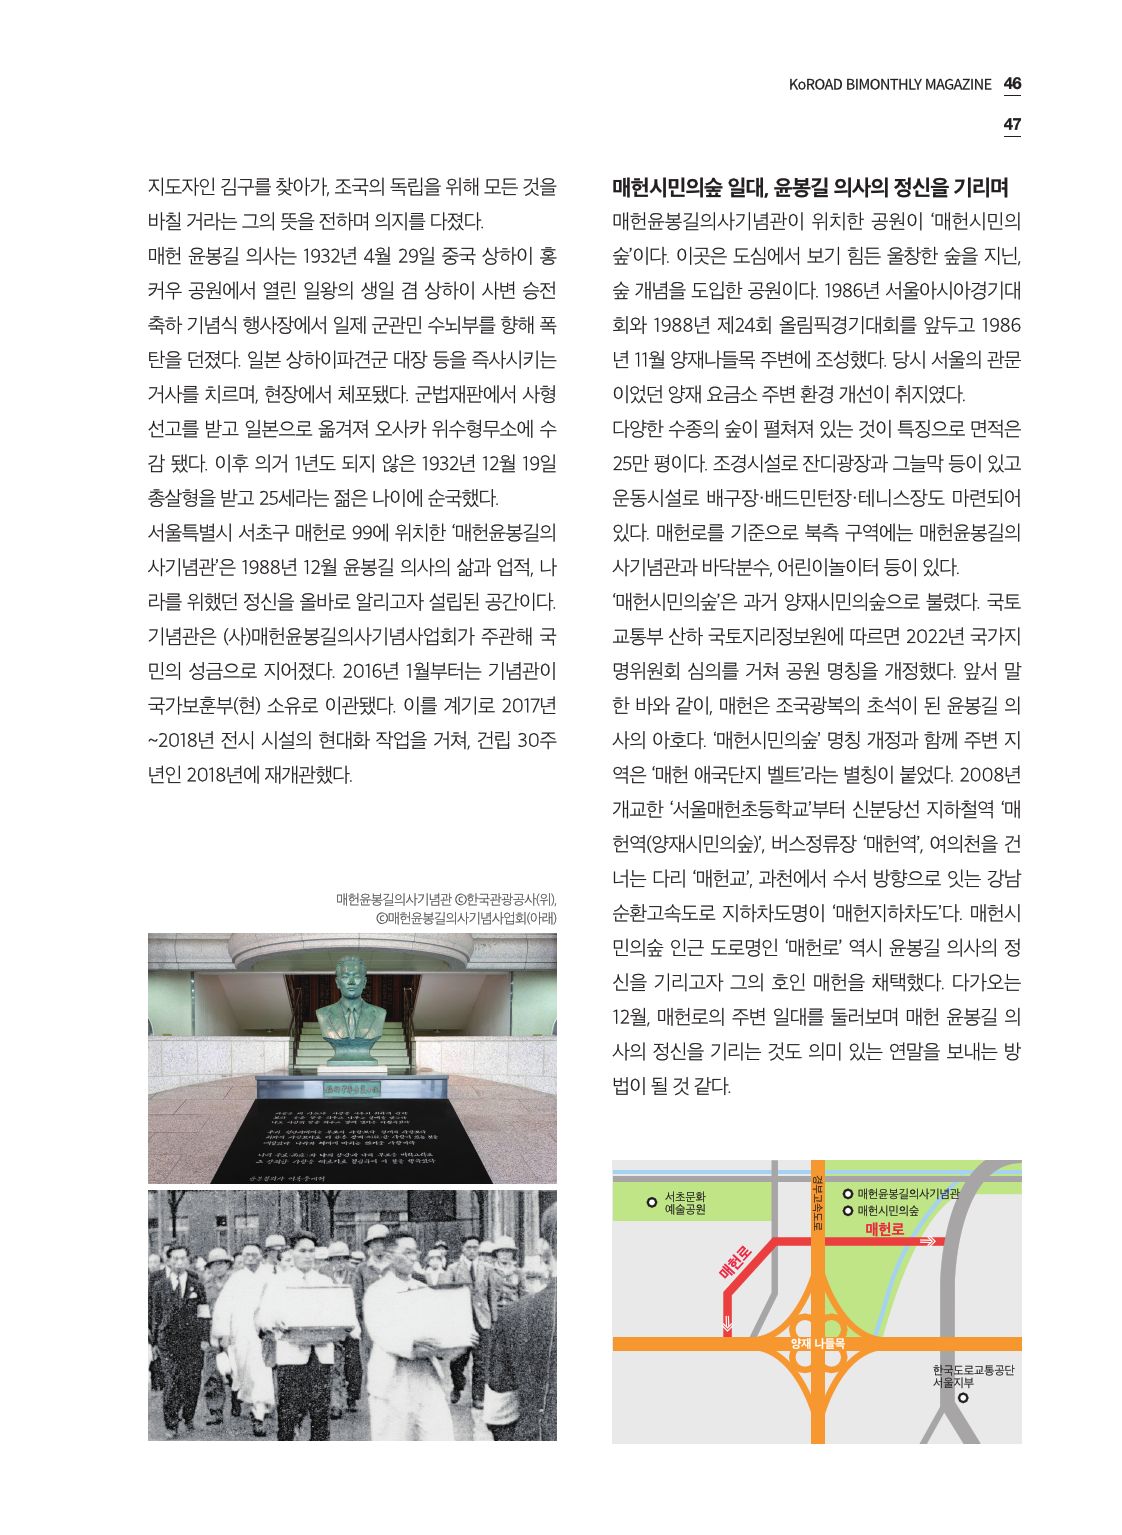 KoROAD BIMONTHLY MAGAZINE 46
47
지도자인 김구를 찾아가, 조국의 독립을 위해 모든 것을
바칠 거라는 그의 뜻을 전하며 의지를 다졌다.
매헌 윤봉길 의사는 1932년 4월 29일 중국 상하이 홍
커우 공원에서 열린 일왕의 생일 겸 상하이 사변 승전
축하 기념식 행사장에서 일제 군관민 수뇌부를 향해 폭
탄을 던졌다. 일본 상하이파견군 대장 등을 즉사시키는
거사를 치르며, 현장에서 체포됐다. 군법재판에서 사형
선고를 받고 일본으로 옮겨져 오사카 위수형무소에 수
감 됐다. 이후 의거 1년도 되지 않은 1932년 12월 19일
총살형을 받고 25세라는 젊은 나이에 순국했다.
서울특별시 서초구 매헌로 99에 위치한 ‘매헌윤봉길의
사기념관’은 1988년 12월 윤봉길 의사의 삶과 업적, 나
라를 위했던 정신을 올바로 알리고자 설립된 공간이다.
기념관은 (사)매헌윤봉길의사기념사업회가 주관해 국
민의 성금으로 지어졌다. 2016년 1월부터는 기념관이
국가보훈부(현) 소유로 이관됐다. 이를 계기로 2017년
~2018년 전시 시설의 현대화 작업을 거쳐, 건립 30주
년인 2018년에 재개관했다.
매헌윤봉길의사기념관 ©한국관광공사(위),
©매헌윤봉길의사기념사업회(아래)
매헌시민의숲 일대, 윤봉길 의사의 정신을 기리며
매헌윤봉길의사기념관이 위치한 공원이 ‘매헌시민의
숲’이다. 이곳은 도심에서 보기 힘든 울창한 숲을 지닌,
숲 개념을 도입한 공원이다. 1986년 서울아시아경기대
회와 1988년 제24회 올림픽경기대회를 앞두고 1986
년 11월 양재나들목 주변에 조성했다. 당시 서울의 관문
이었던 양재 요금소 주변 환경 개선이 취지였다.
다양한 수종의 숲이 펼쳐져 있는 것이 특징으로 면적은
25만 평이다. 조경시설로 잔디광장과 그늘막 등이 있고
운동시설로 배구장·배드민턴장·테니스장도 마련되어
있다. 매헌로를 기준으로 북측 구역에는 매헌윤봉길의
사기념관과 바닥분수, 어린이놀이터 등이 있다.
‘매헌시민의숲’은 과거 양재시민의숲으로 불렸다. 국토
교통부 산하 국토지리정보원에 따르면 2022년 국가지
명위원회 심의를 거쳐 공원 명칭을 개정했다. 앞서 말
한 바와 같이, 매헌은 조국광복의 초석이 된 윤봉길 의
사의 아호다. ‘매헌시민의숲’ 명칭 개정과 함께 주변 지
역은 ‘매헌 애국단지 벨트’라는 별칭이 붙었다. 2008년
개교한 ‘서울매헌초등학교’부터 신분당선 지하철역 ‘매
헌역(양재시민의숲)’, 버스정류장 ‘매헌역’, 여의천을 건
너는 다리 ‘매헌교’, 과천에서 수서 방향으로 잇는 강남
순환고속도로 지하차도명이 ‘매헌지하차도’다. 매헌시
민의숲 인근 도로명인 ‘매헌로’ 역시 윤봉길 의사의 정
신을 기리고자 그의 호인 매헌을 채택했다. 다가오는
12월, 매헌로의 주변 일대를 둘러보며 매헌 윤봉길 의
사의 정신을 기리는 것도 의미 있는 연말을 보내는 방
법이 될 것 같다.
서초문화
예술공원
경부고속도로
매헌윤봉길의사기념관
매헌시민의숲
매헌로
매헌로
양재 나들목
한국도로교통공단
서울지부